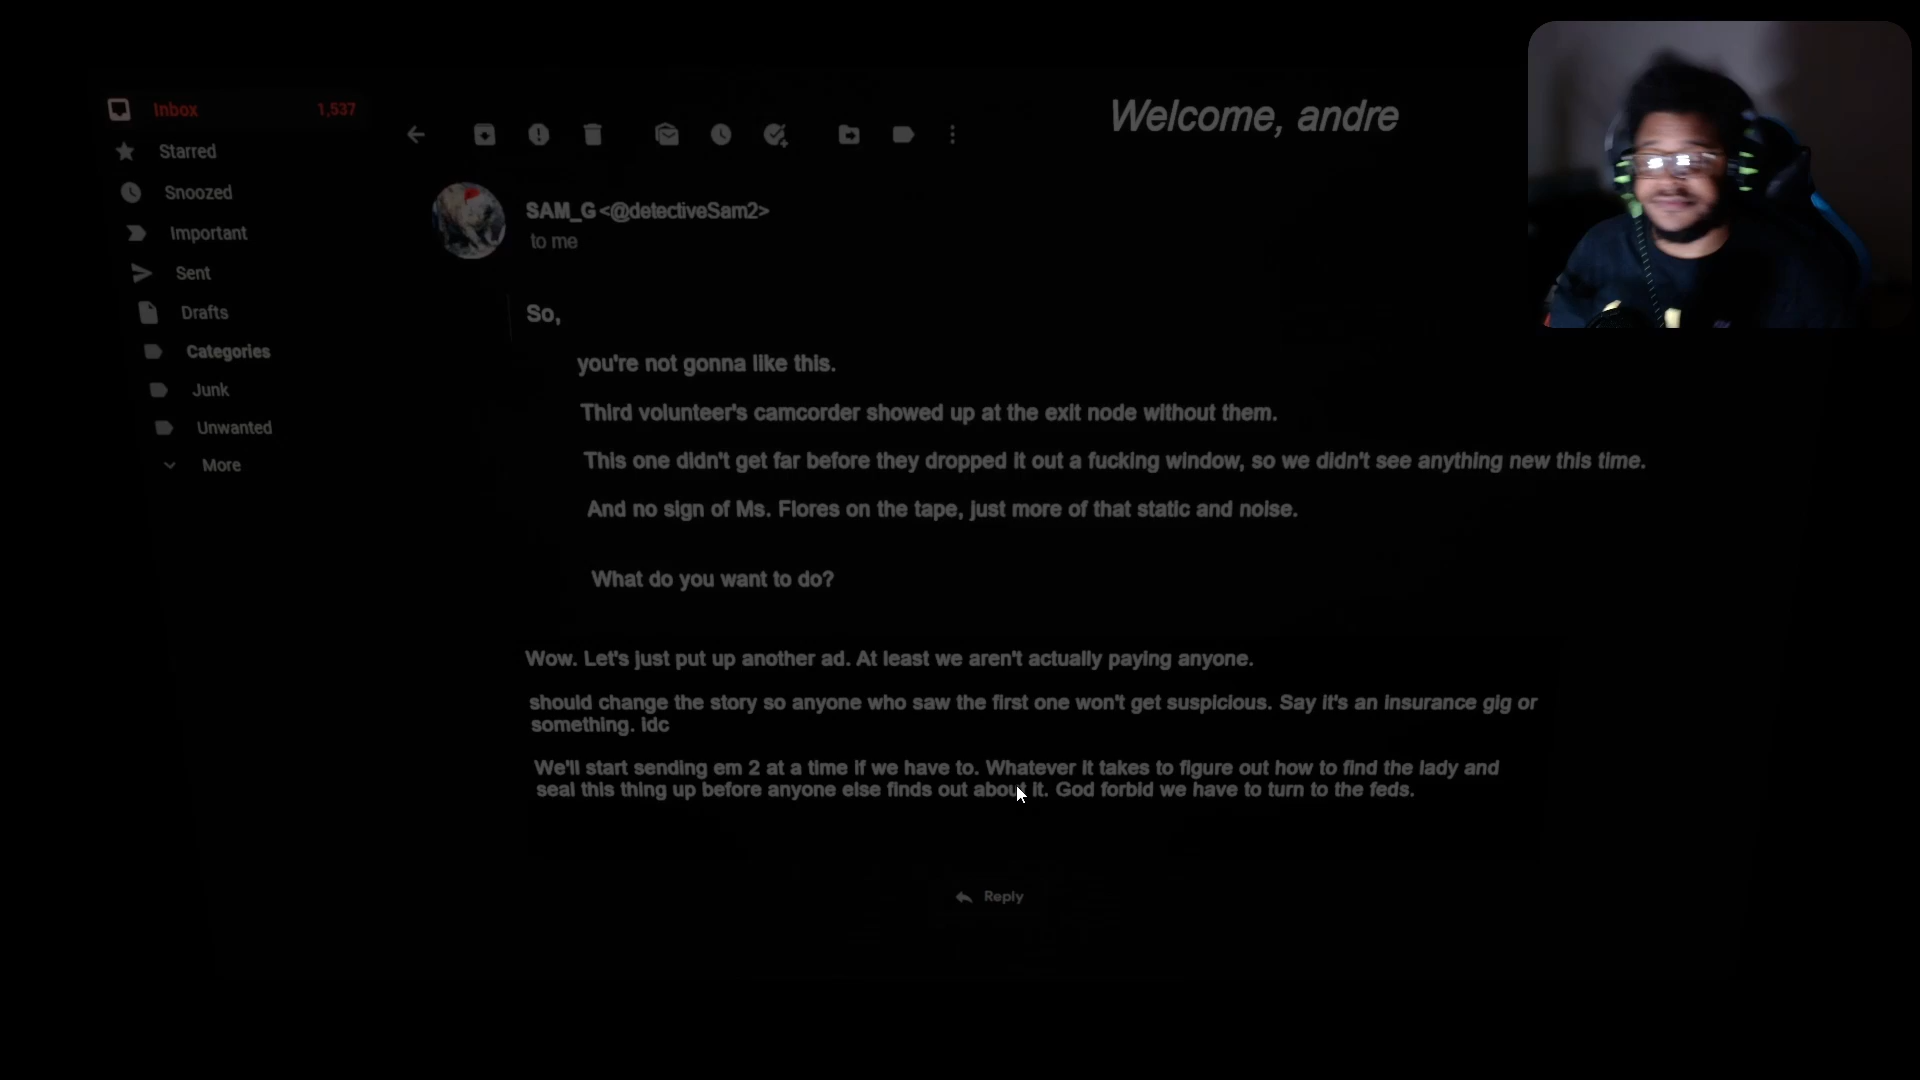 Inbox 1,537
Starred
Snoozed
Important
Sent
Drafts
Categories
Junk
Unwanted
More
Welcome, andre
SAM_G <@detectiveSam2>
to me
So,
you're not gonna like this.
Third volunteer's camcorder showed up at the exit node without them.
This one didn't get far before they dropped it out a fucking window, so we didn't see anything new this time.
And no sign of Ms. Flores on the tape, just more of that static and noise.
What do you want to do?
Wow. Let's just put up another ad. At least we aren't actually paying anyone.
should change the story so anyone who saw the first one won't get suspicious. Say it's an insurance gig or
something. idc
We'll start sending em 2 at a time if we have to. Whatever it takes to figure out how to find the lady and
seal this thing up before anyone else finds out about it. God forbid we have to turn to the feds.
Reply